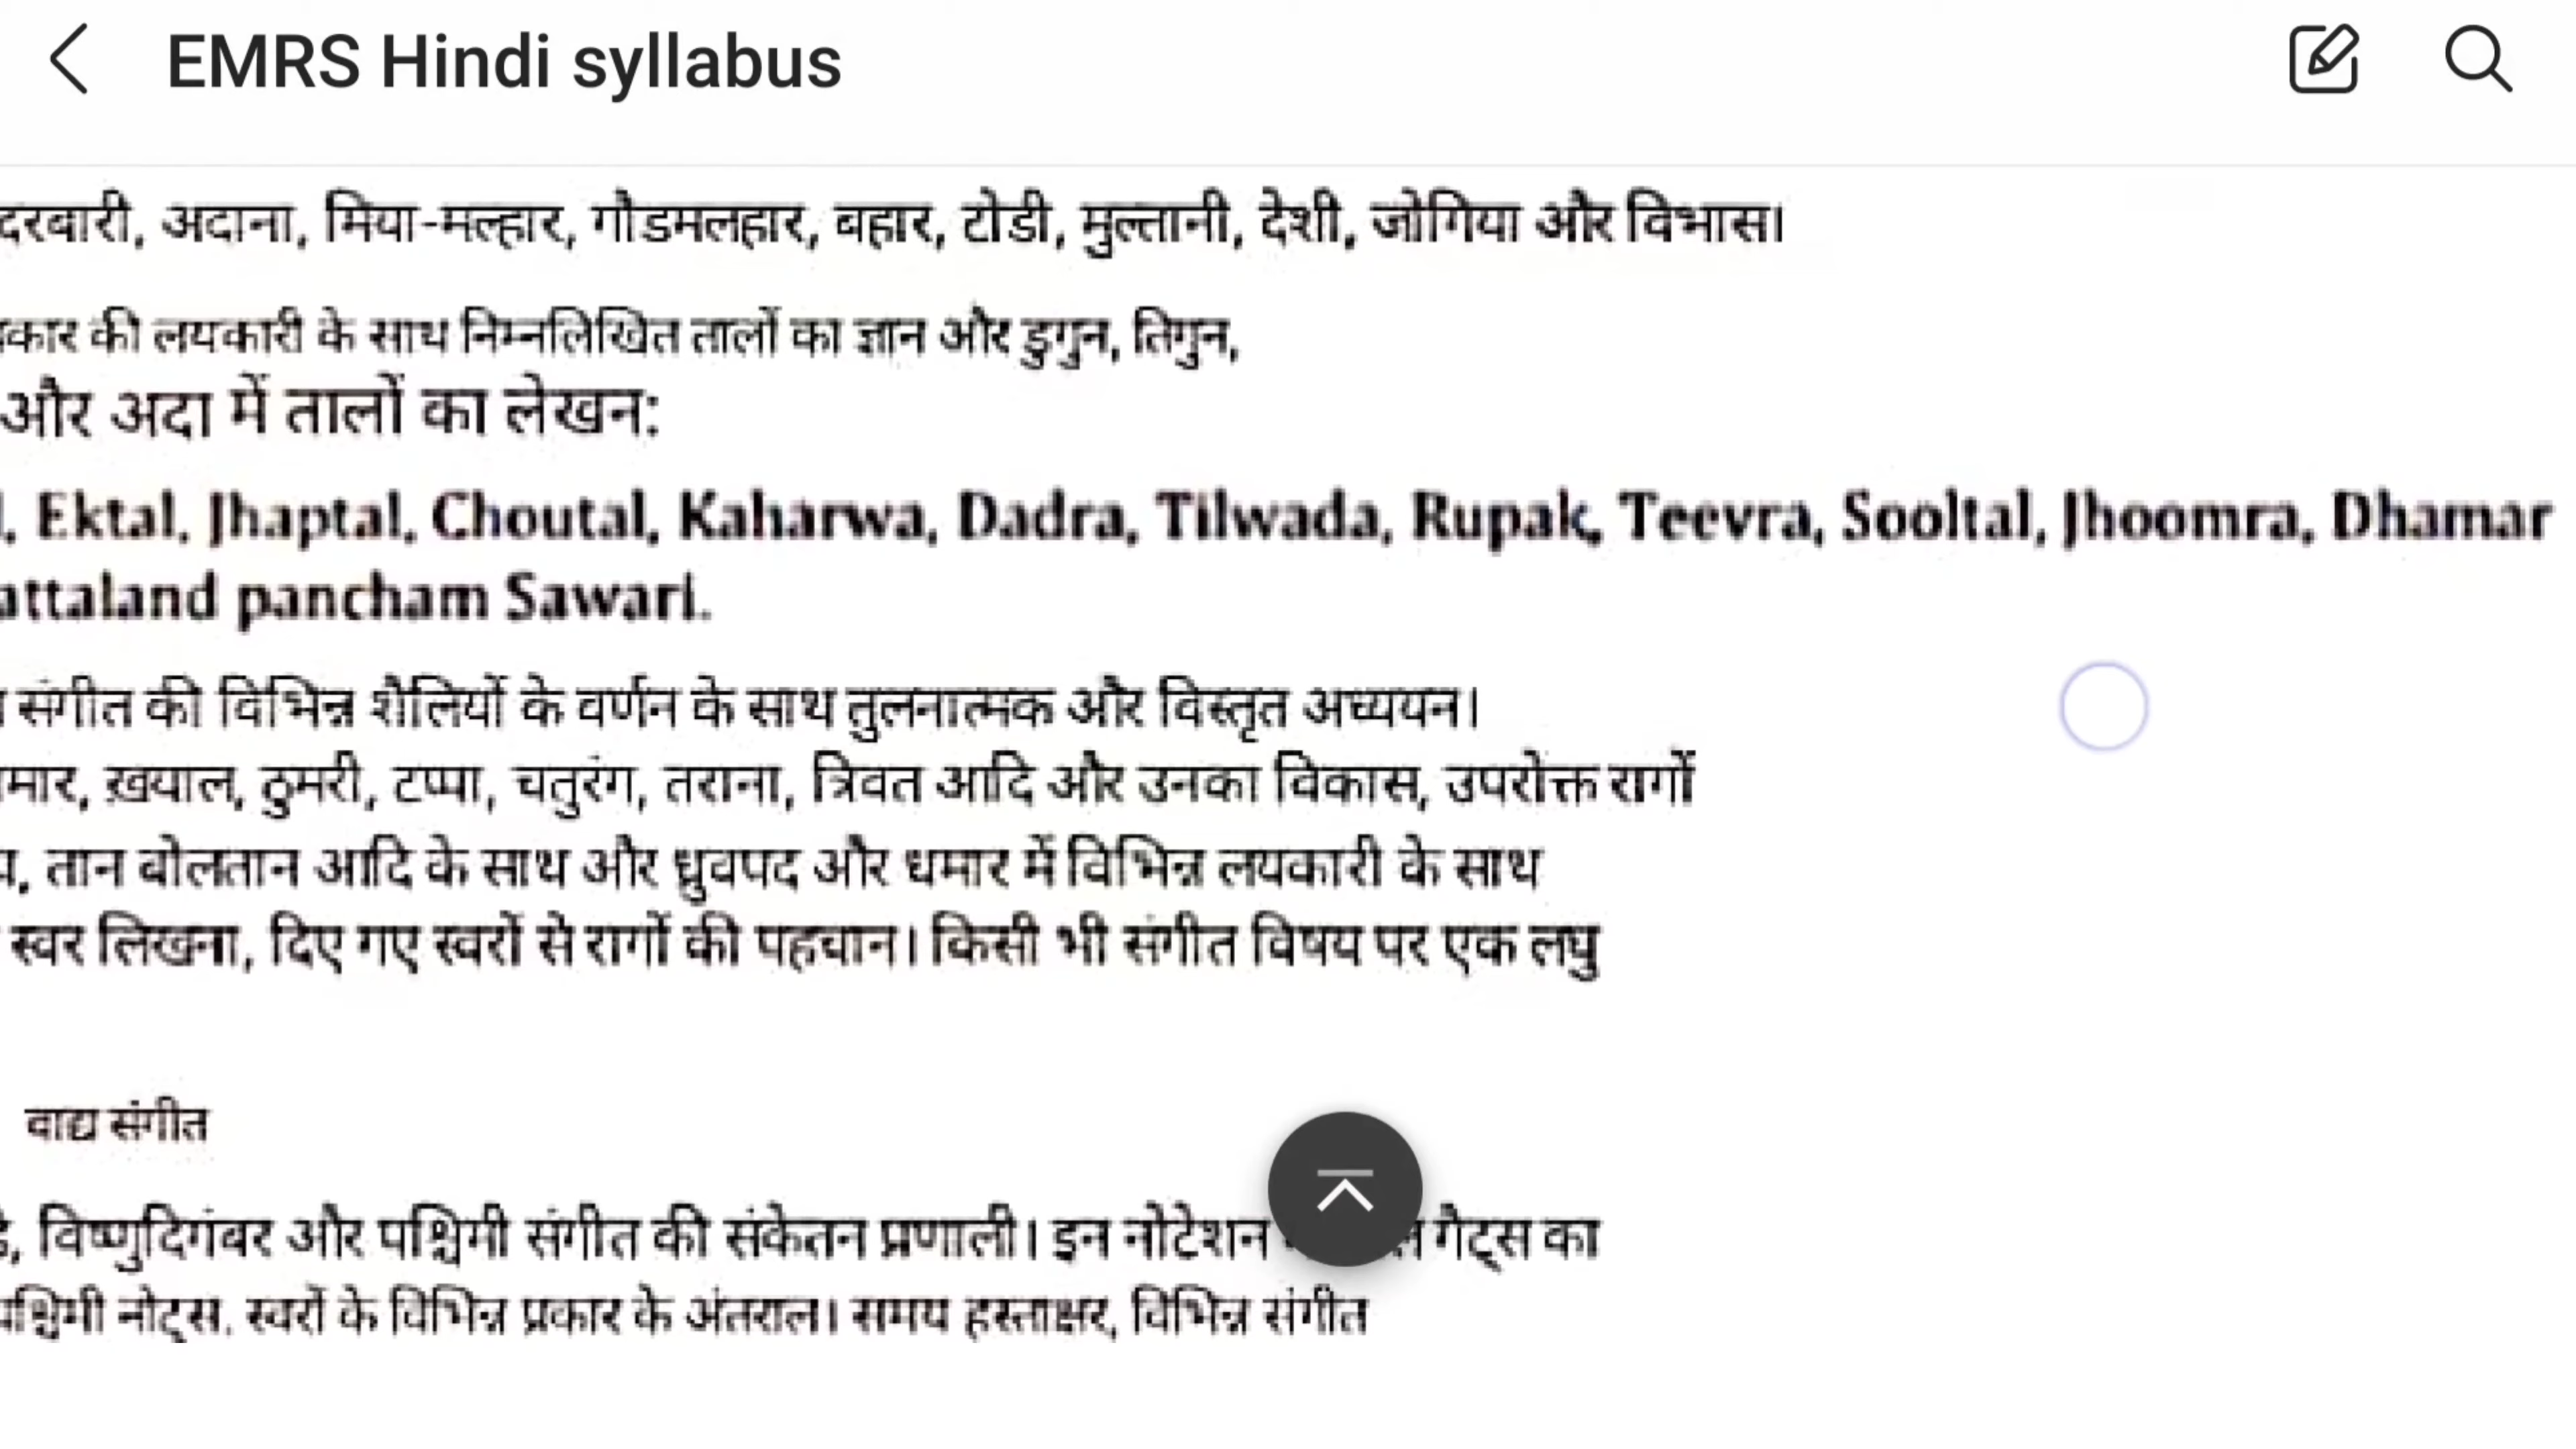 EMRS Hindi syllabus
दरबारी, अदाना, मिया-मल्हार, गौडमलहार, बहार, टोडी, मुल्तानी, देशी, जोगिया और विभास।
कार की लयकारी के साथ निम्नलिखित तालों का ज्ञान और डुगुन, तिगुन,
और अदा में तालों का लेखन:
, Ektal, Jhaptal, Choutal, Kaharwa, Dadra, Tilwada, Rupak, Teevra, Sooltal, Jhoomra, Dhamar
attaland pancham Sawari.
संगीत की विभिन्न शैलियों के वर्णन के साथ तुलनात्मक और विस्तृत अध्ययन।
मार, ख़याल, ठुमरी, टप्पा, चतुरंग, तराना, त्रिवत आदि और उनका विकास, उपरोक्त रागों
, तान बोलतान आदि के साथ और ध्रुवपद और धमार में विभिन्न लयकारी के साथ
स्वर लिखना, दिए गए स्वरों से रागों की पहचान। किसी भी संगीत विषय पर एक लघु
वाद्य संगीत
, विष्णुदिगंबर और पश्चिमी संगीत की संकेतन प्रणाली। इन नोटेशन गैट्स का
पश्चिमी नोट्स. स्वरों के विभिन्न प्रकार के अंतराल। समय हस्ताक्षर, विभिन्न संगीत